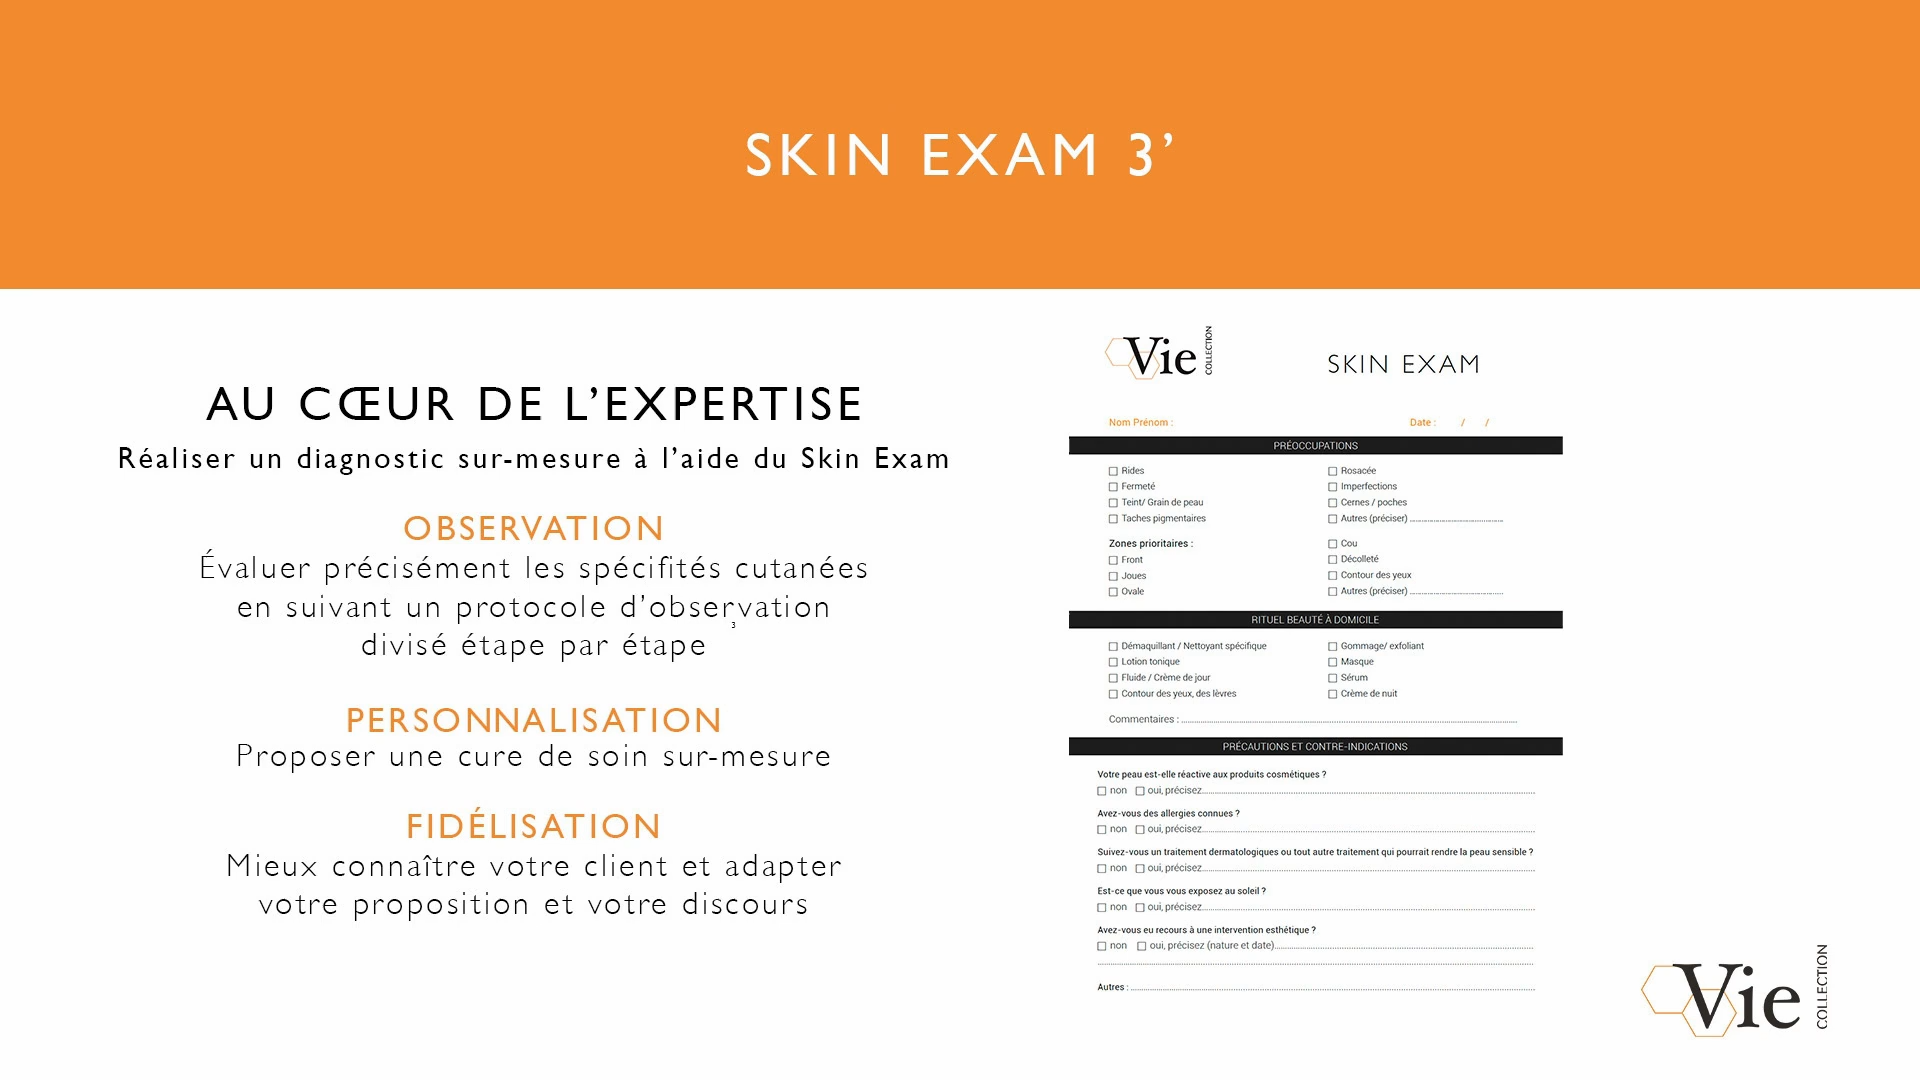 SKIN EXAM 3’
AU CŒUR DE L’EXPERTISE
Réaliser un diagnostic sur-mesure à l’aide du Skin Exam
OBSERVATION
Évaluer précisément les spécifités cutanées
en suivant un protocole d’observation
divisé étape par étape
3
PERSONNALISATION
Proposer une cure de soin sur-mesure
FIDÉLISATION
Mieux connaître votre client et adapter
votre proposition et votre discours
Vie COLLECTION
SKIN EXAM
Nom Prénom : Date : / /
PRÉOCCUPATIONS
Rides Rosacée
Fermeté Imperfections
Teint/ Grain de peau Cernes / poches
Taches pigmentaires Autres (préciser)
Zones prioritaires : Cou
Front Décolleté
Joues Contour des yeux
Ovale Autres (préciser)
RITUEL BEAUTÉ À DOMICILE
Démaquillant / Nettoyant spécifique Gommage/ exfoliant
Lotion tonique Masque
Fluide / Crème de jour Sérum
Contour des yeux, des lèvres Crème de nuit
Commentaires :
PRÉCAUTIONS ET CONTRE-INDICATIONS
Votre peau est-elle réactive aux produits cosmétiques ?
non oui, précisez
Avez-vous des allergies connues ?
non oui, précisez
Suivez-vous un traitement dermatologiques ou tout autre traitement qui pourrait rendre la peau sensible ?
non oui, précisez
Est-ce que vous vous exposez au soleil ?
non oui, précisez
Avez-vous eu recours à une intervention esthétique ?
non oui, précisez (nature et date)
Autres :
Vie COLLECTION